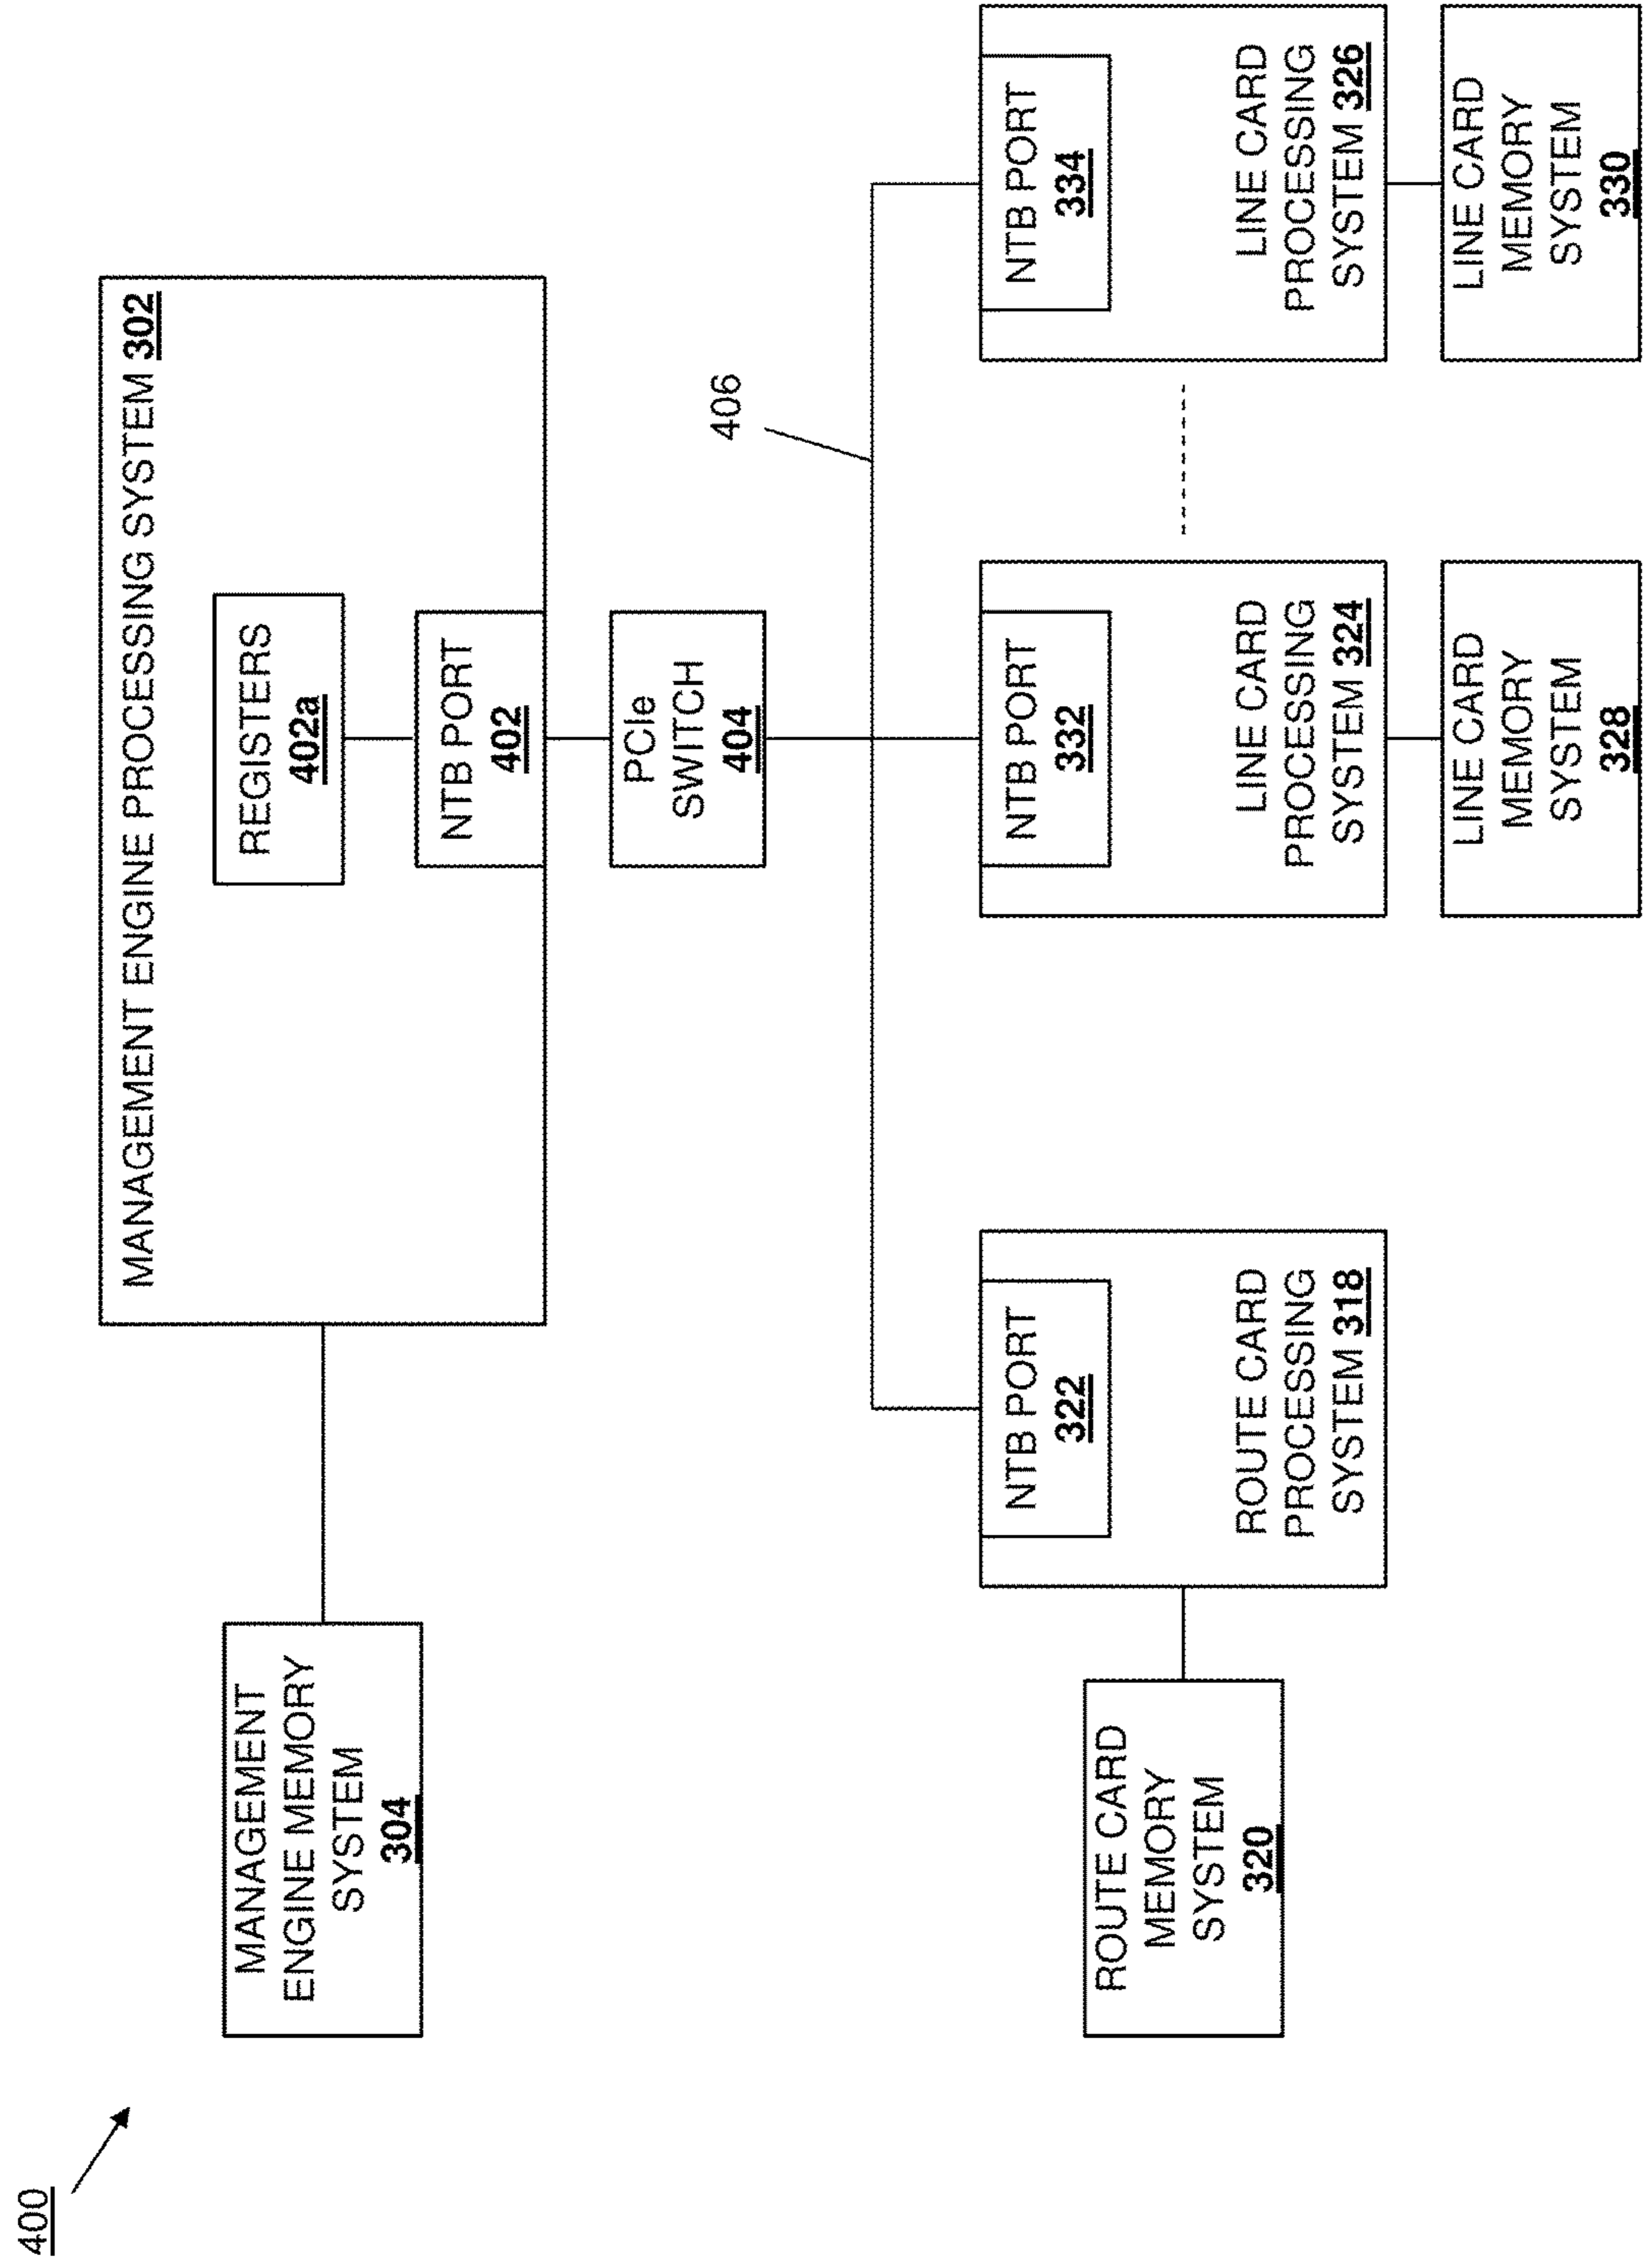 400
MANAGEMENT ENGINE PROCESSING SYSTEM 302
REGISTERS
402a
NTB PORT
402
MANAGEMENT
ENGINE MEMORY
SYSTEM
304
PCIe
SWITCH
404
406
NTB PORT
322
ROUTE CARD
PROCESSING
SYSTEM 318
ROUTE CARD
MEMORY
SYSTEM
320
NTB PORT
332
LINE CARD
PROCESSING
SYSTEM 324
LINE CARD
MEMORY
SYSTEM
328
NTB PORT
334
LINE CARD
PROCESSING
SYSTEM 326
LINE CARD
MEMORY
SYSTEM
330